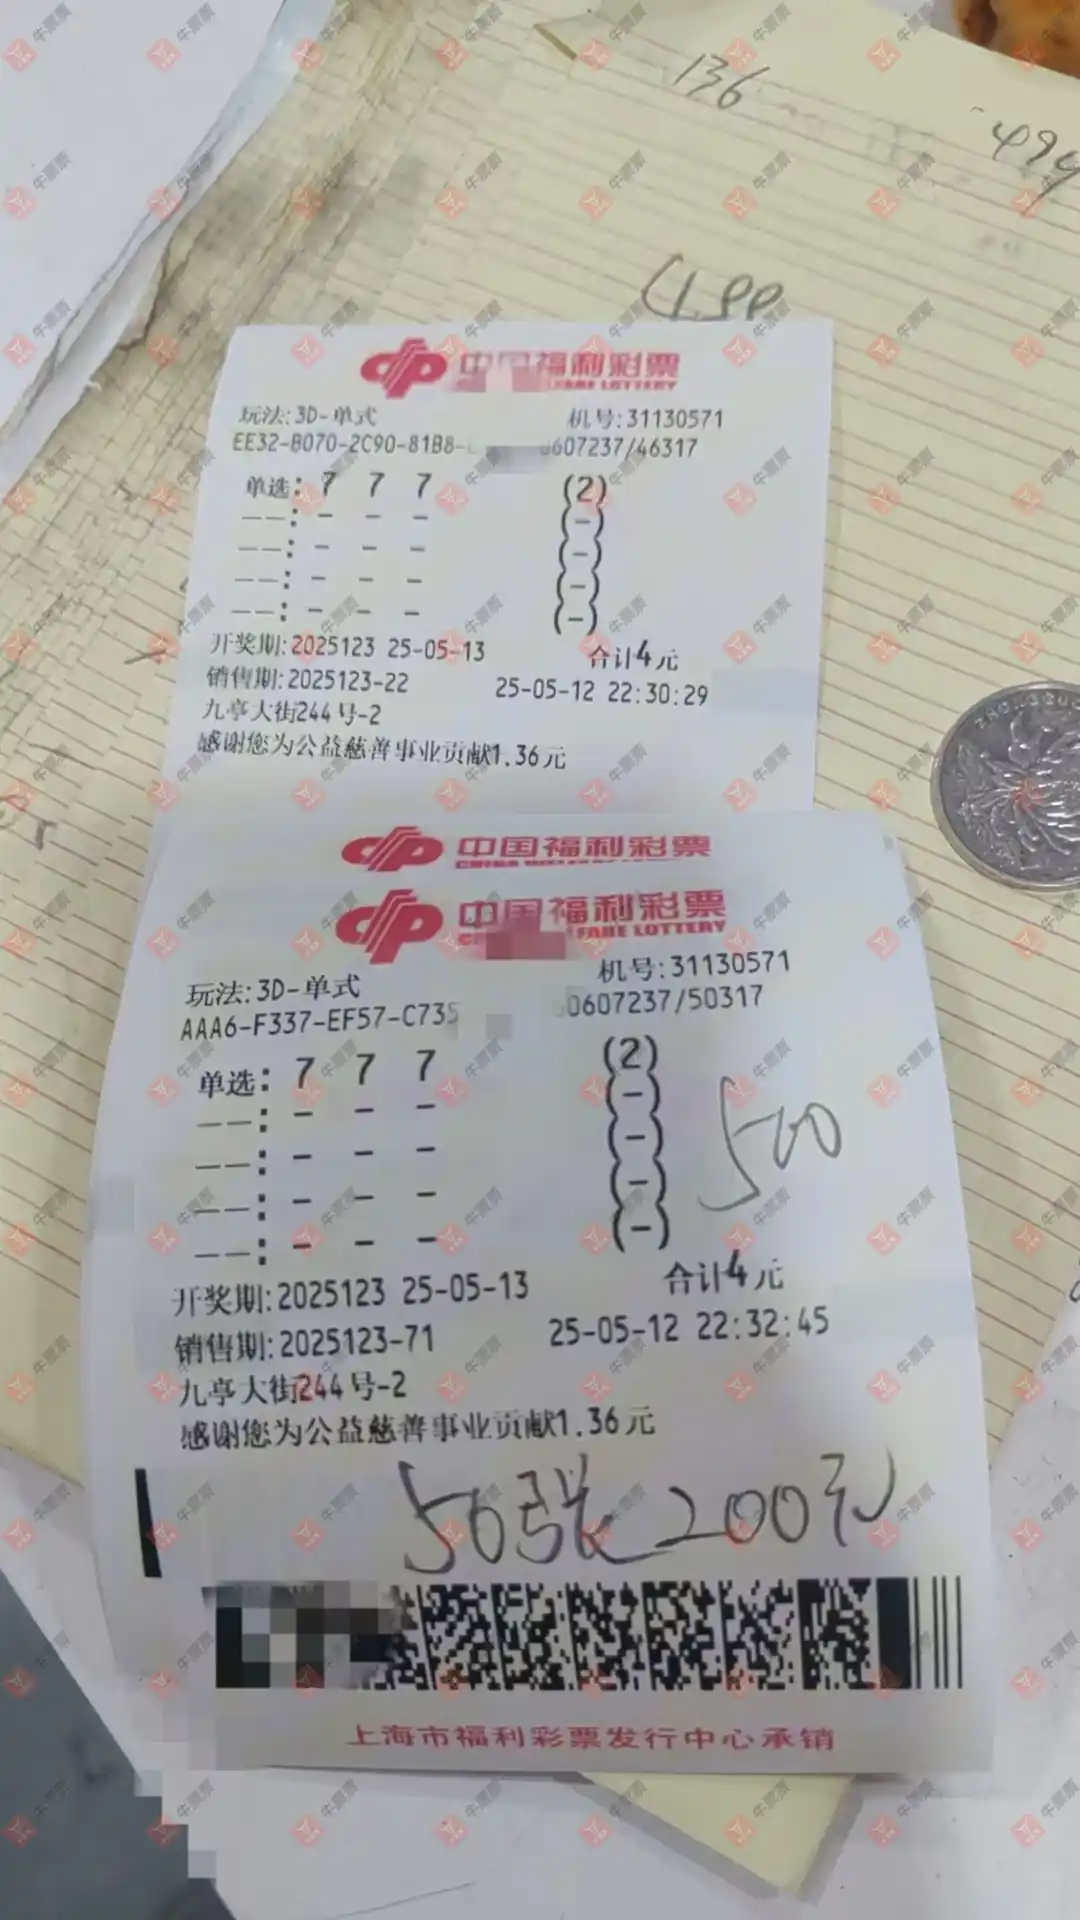 136
494
中国福利彩票
玩法:3D-单式 机号:31130571
EE32-B070-2C90-81B8- 607237/46317
单选: 7 7 7 (2)
——: - - - (-)
——: - - - (-)
——: - - - (-)
——: - - - (-)
开奖期:2025123 25-05-13 合计4元
销售期:2025123-22 25-05-12 22:30:29
九亭大街244号-2
感谢您为公益慈善事业贡献1.36元
中国福利彩票
中国福利彩票
玩法:3D-单式 机号:31130571
AAA6-F337-EF57-C735 0607237/50317
单选: 7 7 7 (2)
——: - - - (-)
——: - - - (-)
——: - - - (-)
——: - - - (-)
500
开奖期:2025123 25-05-13 合计4元
销售期:2025123-71 25-05-12 22:32:45
九亭大街244号-2
感谢您为公益慈善事业贡献1.36元
50张 200元
上海市福利彩票发行中心承销
牛票票